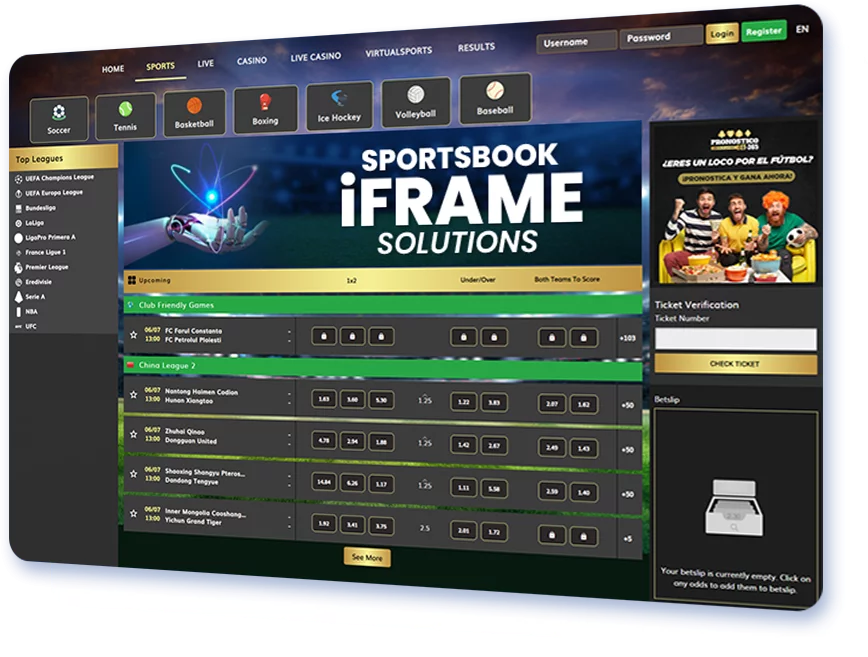 HOME
SPORTS
LIVE
CASINO
LIVE CASINO
VIRTUALSPORTS
RESULTS
Username
Password
Login
Register
EN
Soccer
Tennis
Basketball
Boxing
Ice Hockey
Volleyball
Baseball
Top Leagues
UEFA Champions League
UEFA Europa League
Bundesliga
LaLiga
LigaPro Primera A
France Ligue 1
Premier League
Eredivisie
Serie A
NBA
UFC
SPORTSBOOK
iFRAME
SOLUTIONS
Upcoming
1x2
Under/Over
Both Teams To Score
Club Friendly Games
06/07 FC Farul Constanta
13:00 FC Petrolul Ploiesti
+103
China League 2
06/07 Nantong Haimen Codion
13:00 Hunan Xiangtao
1.63 3.60 5.30 1.25 1.22 3.83 2.07 1.62 +50
06/07 Zhuhai Qinao
13:00 Dongguan United
4.78 2.94 1.88 1.25 1.42 2.67 2.49 1.43 +50
06/07 Shaoxing Shangyu Pteros...
13:00 Dandong Tengyue
14.84 6.26 1.17 1.25 1.11 5.58 2.59 1.40 +50
06/07 Inner Mongolia Caoshang...
13:00 Yichun Grand Tiger
1.92 3.41 3.75 2.5 2.01 1.72 +5
See More
PRONOSTICO
¿ERES UN LOCO POR EL FÚTBOL?
¡PRONOSTICA Y GANA AHORA!
Ticket Verification
Ticket Number
CHECK TICKET
Betslip
Your betslip is currently empty. Click on
any odds to add them to betslip.